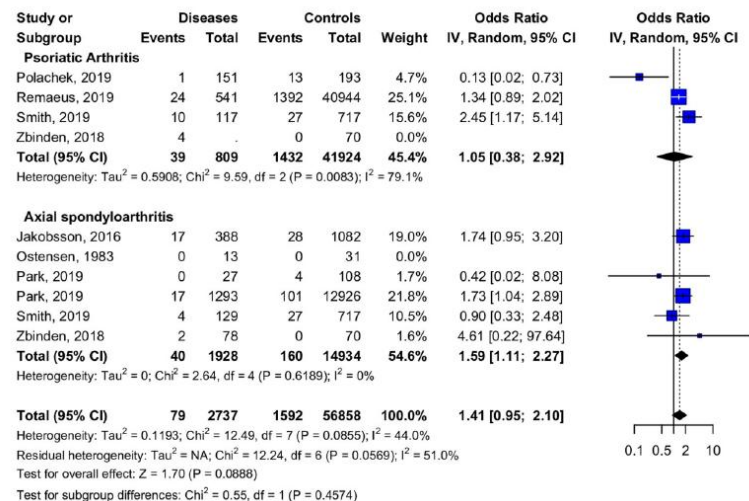 Study or Diseases Controls Odds Ratio Odds Ratio
Subgroup Events Total Events Total Weight IV, Random, 95% CI IV, Random, 95% CI
Psoriatic Arthritis
Polachek, 2019 1 151 13 193 4.7% 0.13 [0.02; 0.73]
Remaeus, 2019 24 541 1392 40944 25.1% 1.34 [0.89; 2.02]
Smith, 2019 10 117 27 717 15.6% 2.45 [1.17; 5.14]
Zbinden, 2018 4 . 0 70 0.0%
Total (95% CI) 39 809 1432 41924 45.4% 1.05 [0.38; 2.92]
Heterogeneity: Tau² = 0.5908; Chi² = 9.59, df = 2 (P = 0.0083); I² = 79.1%
Axial spondyloarthritis
Jakobsson, 2016 17 388 28 1082 19.0% 1.74 [0.95; 3.20]
Ostensen, 1983 0 13 0 31 0.0%
Park, 2019 0 27 4 108 1.7% 0.42 [0.02; 8.08]
Park, 2019 17 1293 101 12926 21.8% 1.73 [1.04; 2.89]
Smith, 2019 4 129 27 717 10.5% 0.90 [0.33; 2.48]
Zbinden, 2018 2 78 0 70 1.6% 4.61 [0.22; 97.64]
Total (95% CI) 40 1928 160 14934 54.6% 1.59 [1.11; 2.27]
Heterogeneity: Tau² = 0; Chi² = 2.64, df = 4 (P = 0.6189); I² = 0%
Total (95% CI) 79 2737 1592 56858 100.0% 1.41 [0.95; 2.10]
Heterogeneity: Tau² = 0.1193; Chi² = 12.49, df = 7 (P = 0.0855); I² = 44.0%
Residual heterogeneity: Tau² = NA; Chi² = 12.24, df = 6 (P = 0.0569); I² = 51.0%
0.1 0.5 1 2 10
Test for overall effect: Z = 1.70 (P = 0.0888)
Test for subgroup differences: Chi² = 0.55, df = 1 (P = 0.4574)